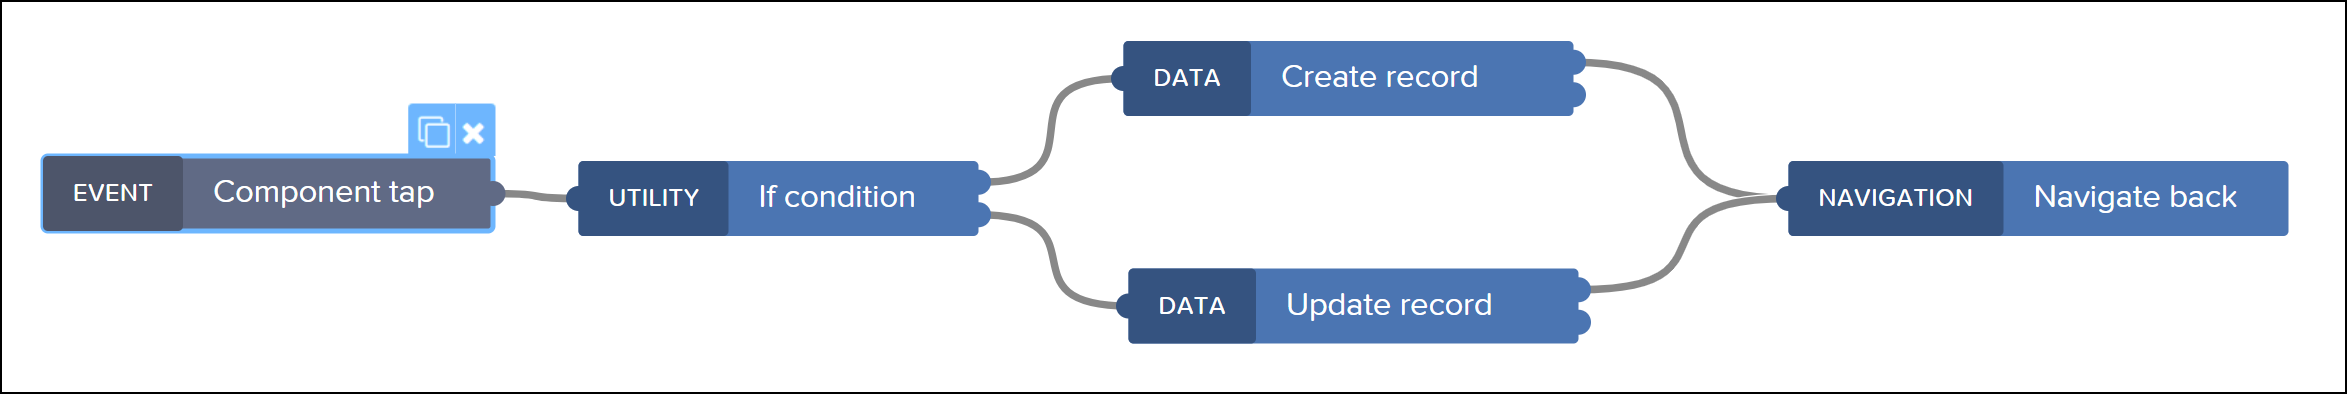 EVENT Component tap
UTILITY If condition
DATA Create record
DATA Update record
NAVIGATION Navigate back